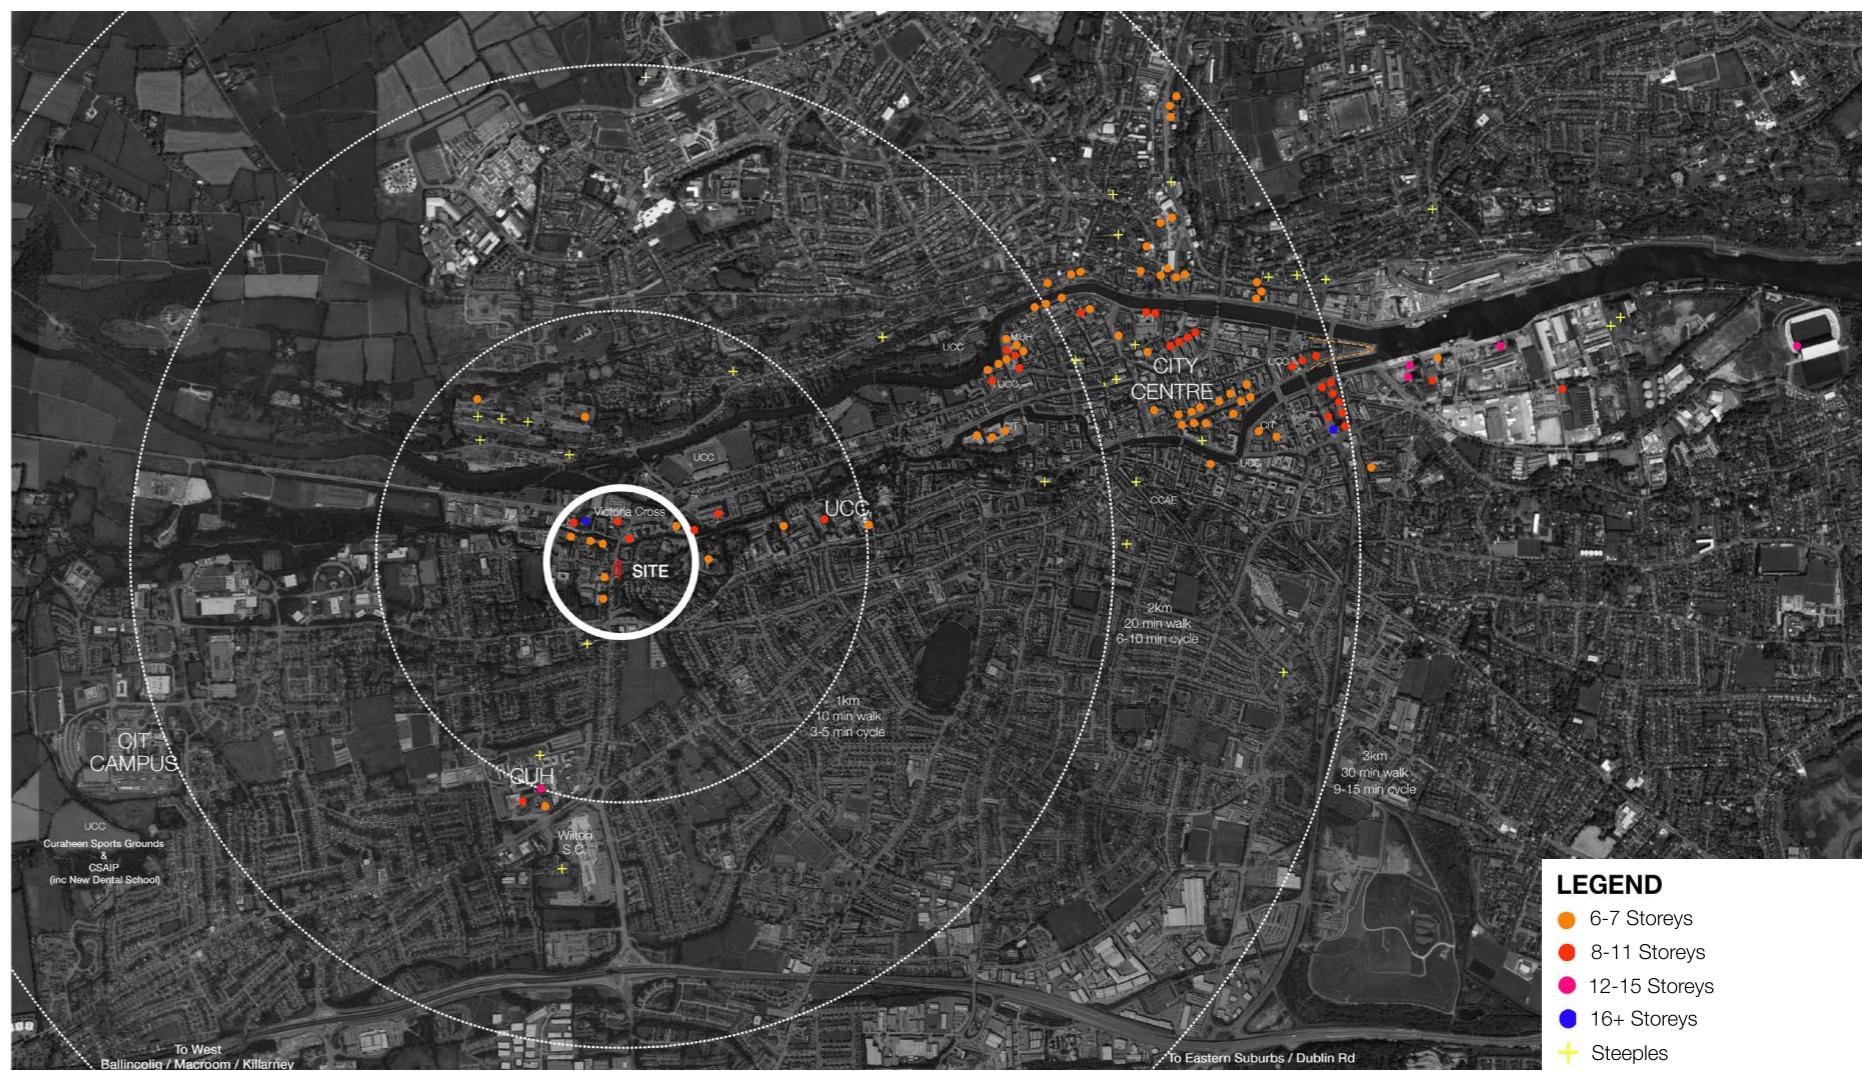 UCC
MUH
UCC
CITY
CENTRE
UCC
CIT
CIT
UCC
UCC
CCAE
Victoria Cross
UCC
SITE
2km
20 min walk
6-10 min cycle
1km
10 min walk
3-5 min cycle
CIT
CAMPUS
CUH
3km
30 min walk
9-15 min cycle
UCC
Curaheen Sports Grounds
&
CSAIP
(inc New Dental School)
Wilton
S.C.
LEGEND
6-7 Storeys
8-11 Storeys
12-15 Storeys
16+ Storeys
Steeples
To West
Ballincolig / Macroom / Killarney
To Eastern Suburbs / Dublin Rd